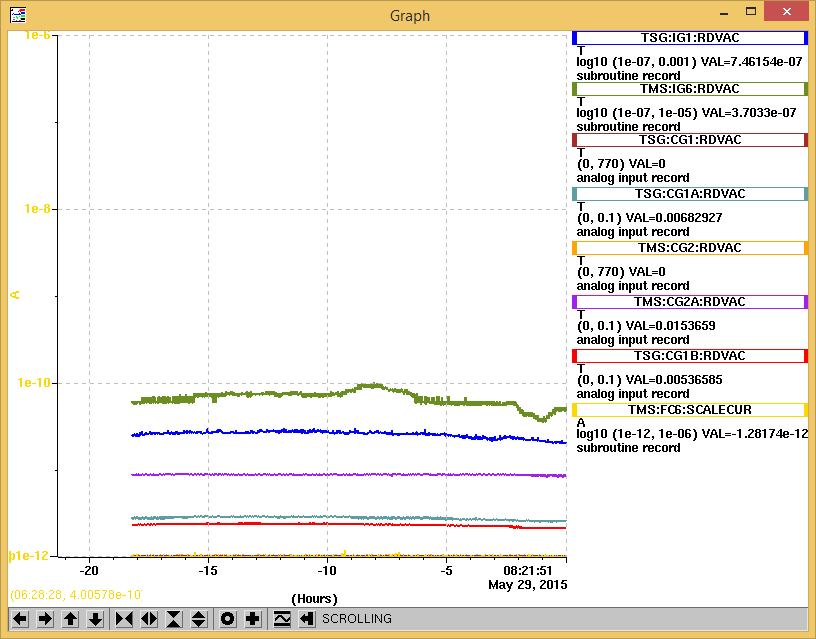 Graph
1e-6
1e-8
A
1e-10
1e-12
-20
-15
-10
-5
08:21:51
May 29, 2015
(Hours)
(06:28:28, 4.00578e-10
TSG:IG1:RDVAC
T
log10 (1e-07, 0.001) VAL=7.46154e-07
subroutine record
TMS:IG6:RDVAC
T
log10 (1e-07, 1e-05) VAL=3.7033e-07
subroutine record
TSG:CG1:RDVAC
T
(0, 770) VAL=0
analog input record
TSG:CG1A:RDVAC
T
(0, 0.1) VAL=0.00682927
analog input record
TMS:CG2:RDVAC
T
(0, 770) VAL=0
analog input record
TMS:CG2A:RDVAC
T
(0, 0.1) VAL=0.0153659
analog input record
TSG:CG1B:RDVAC
T
(0, 0.1) VAL=0.00536585
analog input record
TMS:FC6:SCALECUR
A
log10 (1e-12, 1e-06) VAL=-1.28174e-12
subroutine record
SCROLLING